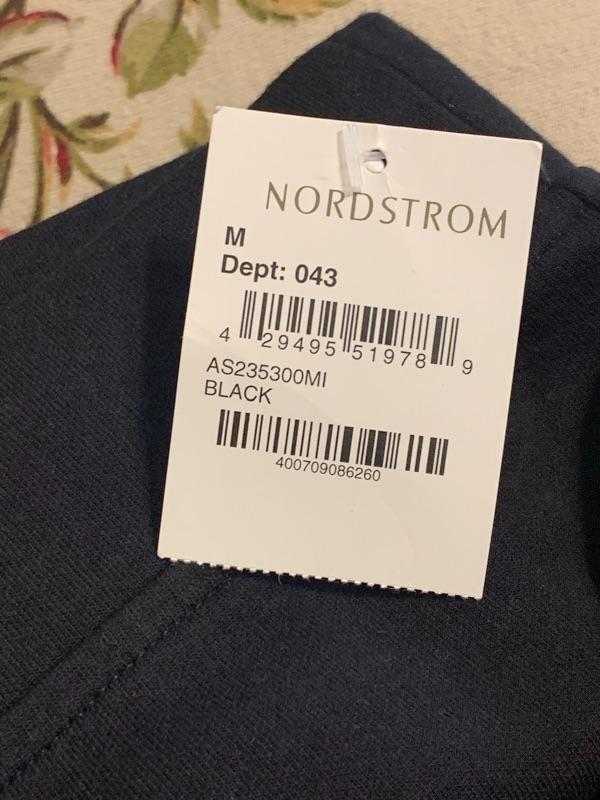 NORDSTROM
M
Dept: 043
4 29495 51978 9
AS235300MI
BLACK
400709086260